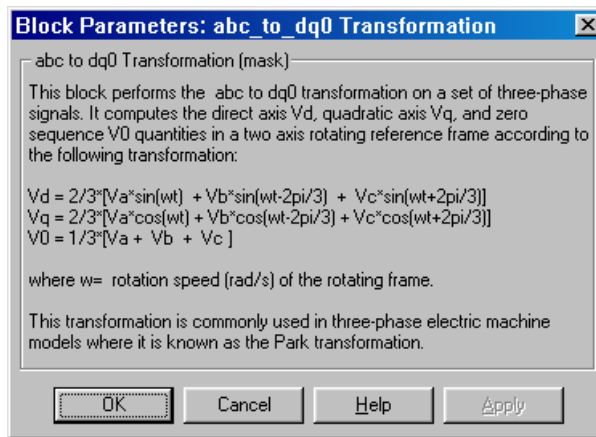 Block Parameters: abc_to_dq0 Transformation
abc to dq0 Transformation (mask)
This block performs the  abc to dq0 transformation on a set of three-phase
signals. It computes the direct axis Vd, quadratic axis Vq, and zero
sequence V0 quantities in a two axis rotating reference frame according to
the following transformation:
Vd = 2/3*[Va*sin(wt)  + Vb*sin(wt-2pi/3)  +  Vc*sin(wt+2pi/3)]
Vq = 2/3*[Va*cos(wt) + Vb*cos(wt-2pi/3) + Vc*cos(wt+2pi/3)]
V0 = 1/3*[Va +  Vb  +  Vc ]
where w=  rotation speed (rad/s) of the rotating frame.
This transformation is commonly used in three-phase electric machine
models where it is known as the Park transformation.
OK
Cancel
Help
Apply